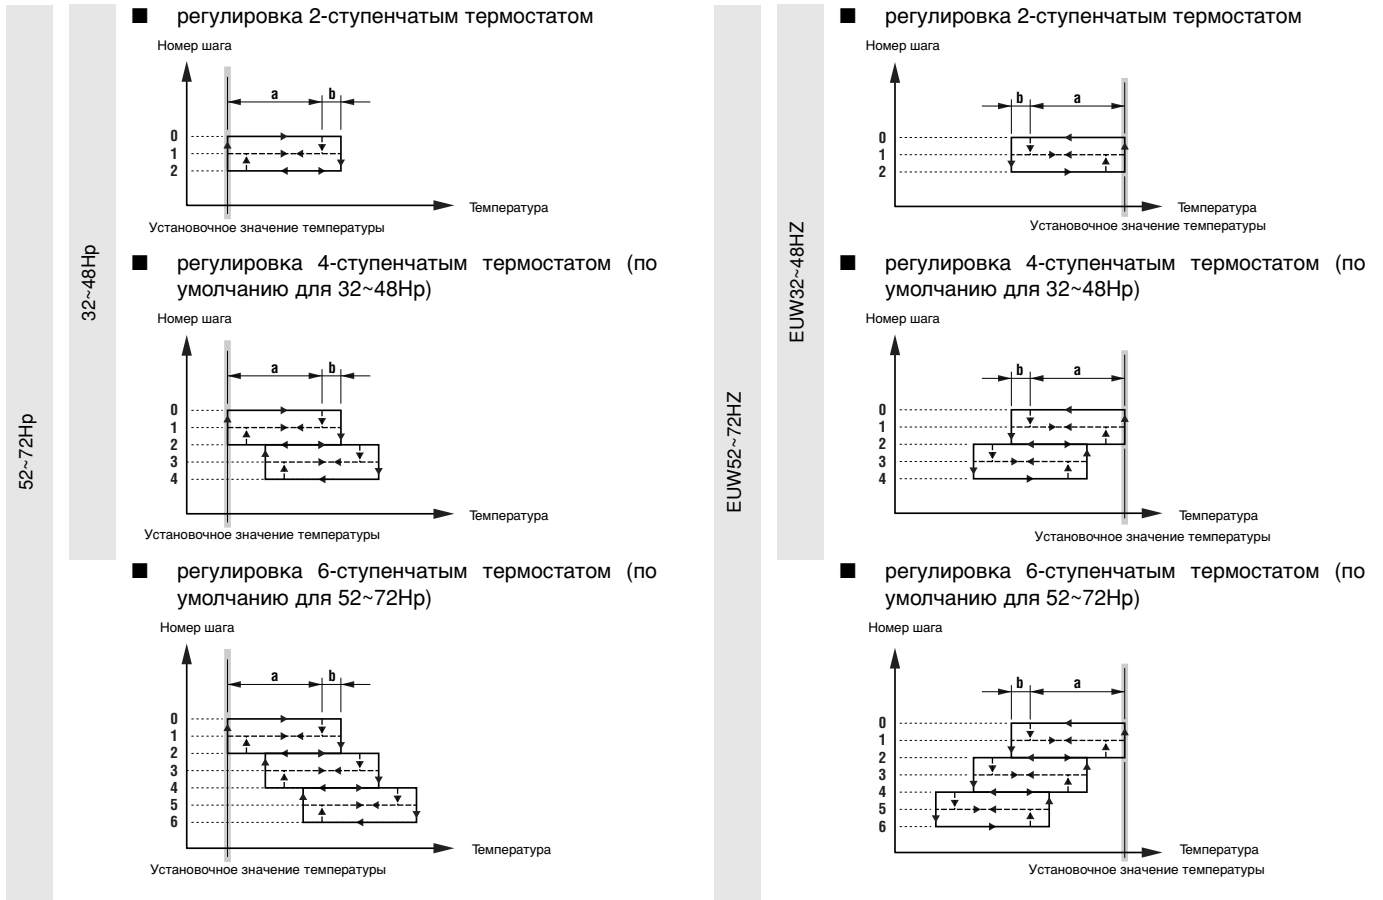 52~72Hp
32~48Hp
■ регулировка 2-ступенчатым термостатом
Номер шага
a b
0
1
2
Температура
Установочное значение температуры
■ регулировка 4-ступенчатым термостатом (по
умолчанию для 32~48Hp)
Номер шага
a b
0
1
2
3
4
Температура
Установочное значение температуры
■ регулировка 6-ступенчатым термостатом (по
умолчанию для 52~72Hp)
Номер шага
a b
0
1
2
3
4
5
6
Температура
Установочное значение температуры
EUW52~72HZ
EUW32~48HZ
■ регулировка 2-ступенчатым термостатом
Номер шага
b a
0
1
2
Температура
Установочное значение температуры
■ регулировка 4-ступенчатым термостатом (по
умолчанию для 32~48Hp)
Номер шага
b a
0
1
2
3
4
Температура
Установочное значение температуры
■ регулировка 6-ступенчатым термостатом (по
умолчанию для 52~72Hp)
Номер шага
b a
0
1
2
3
4
5
6
Температура
Установочное значение температуры